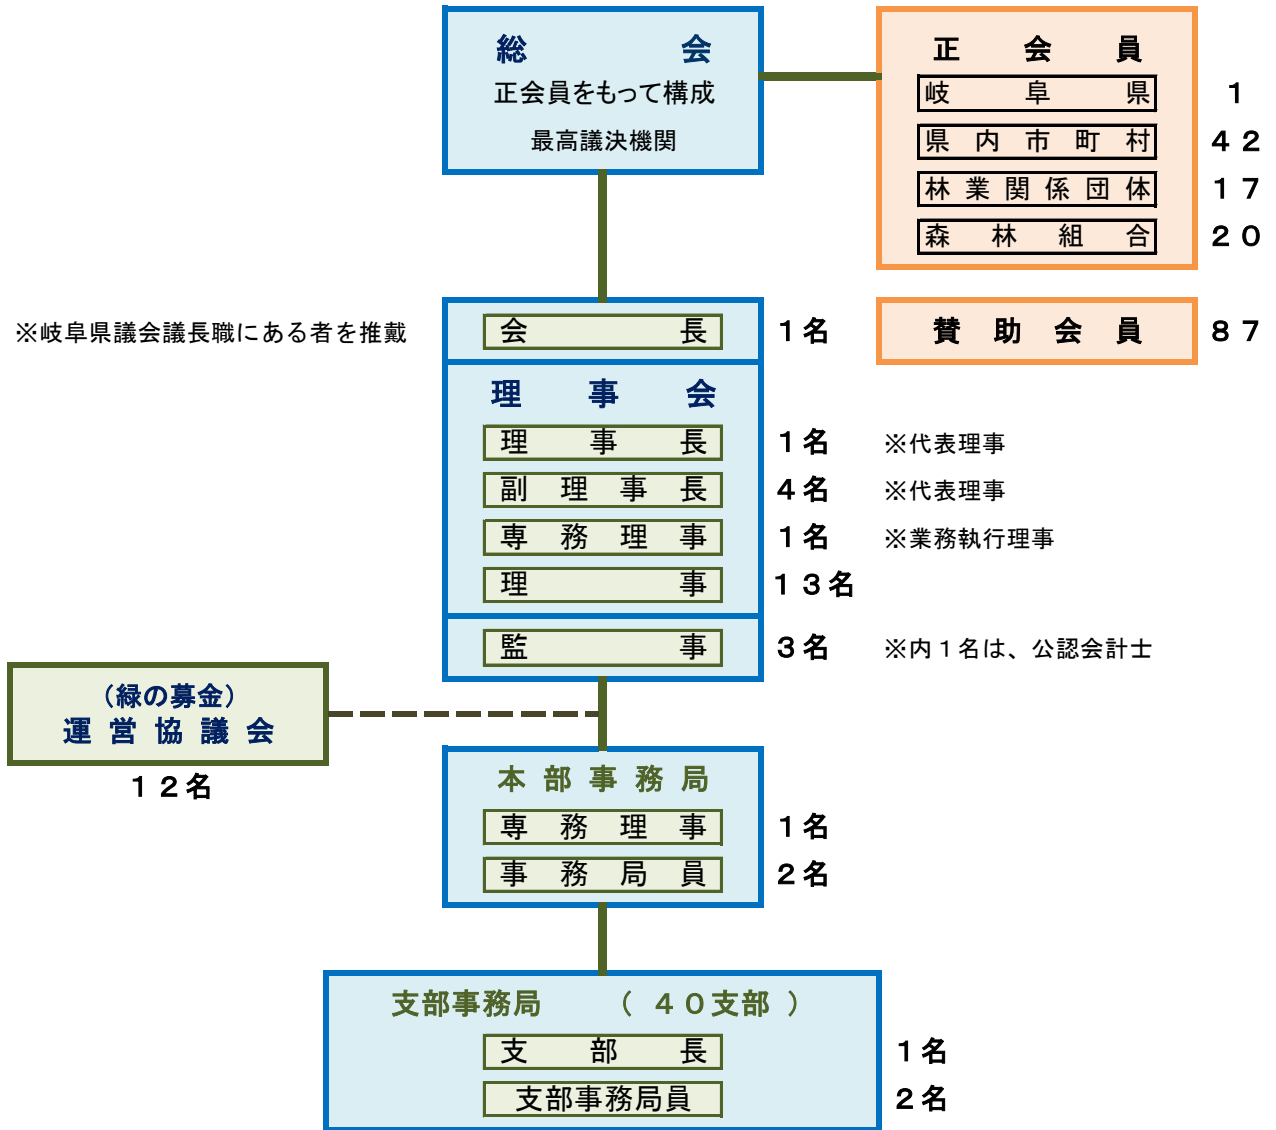 総会
正会員をもって構成
最高議決機関
正会員
岐阜県 1
県内市町村 42
林業関係団体 17
森林組合 20
※岐阜県議会議長職にある者を推戴
会長 1名
賛助会員 87
理事会
理事長 1名 ※代表理事
副理事長 4名 ※代表理事
専務理事 1名 ※業務執行理事
理事 13名
監事 3名 ※内1名は、公認会計士
(緑の募金)
運営協議会
12名
本部事務局
専務理事 1名
事務局員 2名
支部事務局 (40支部)
支部長 1名
支部事務局員 2名